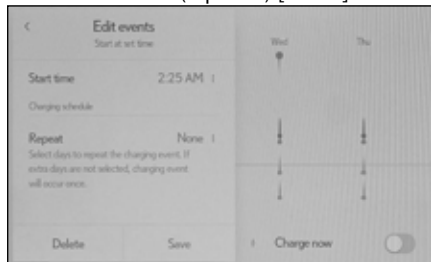 Edit events
Start at set time
Wed
Thu
Start time
2:25 AM
Charging schedule
Repeat
None
Select days to repeat the charging event. If
extra days are not selected, charging event
will occur once.
Delete
Save
Charge now